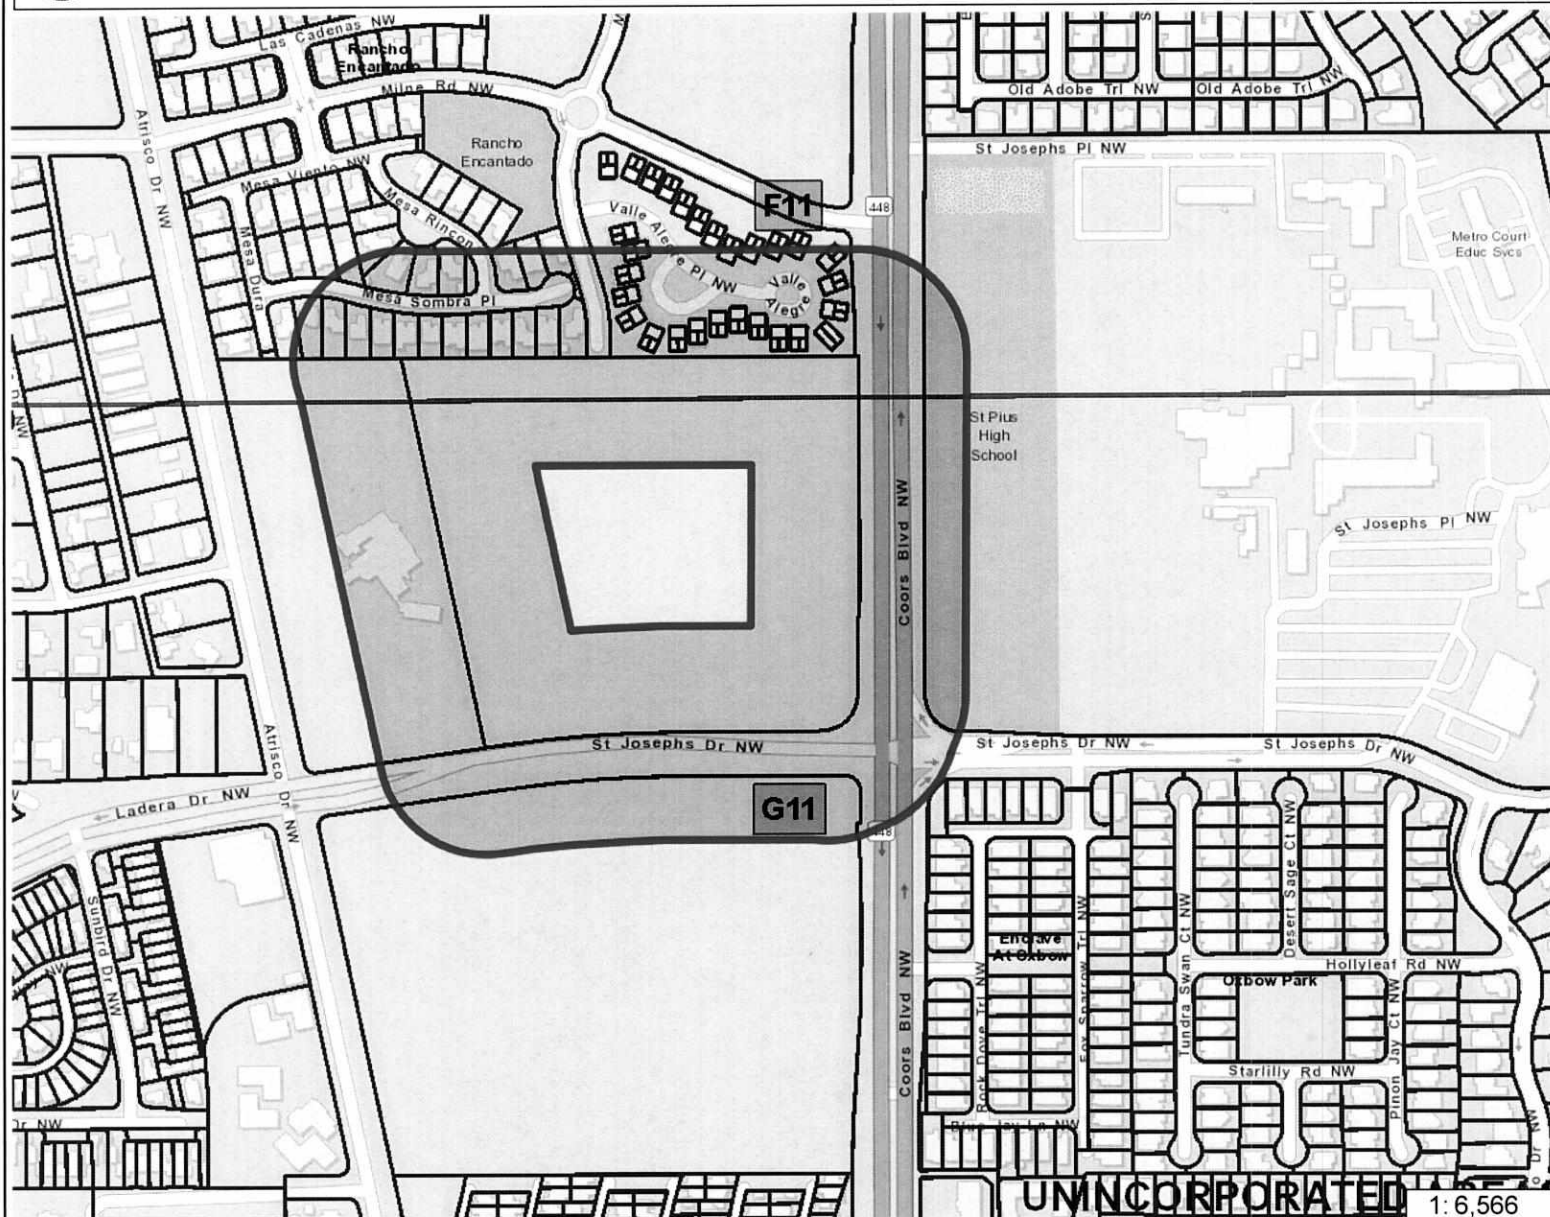 Las Cadenas NW
Rancho
Encantado
Milne Rd NW
Old Adobe Trl NW
Old Adobe Trl NW
Atrisco Dr NW
Rancho
Encantado
St Josephs Pl NW
Mesa Viento NW
Mesa Rincon
F11
448
Valle Alegre Pl NW
Metro Court
Educ Svcs
Mesa Dura
Valle
Alegre
Mesa Sombra Pl
St Pius
High
School
Coors Blvd NW
St Josephs Pl NW
Atrisco Dr NW
St Josephs Dr NW
St Josephs Dr NW
St Josephs Dr NW
Ladera Dr NW
G11
448
Sunbird Dr NW
Desert Sage Ct NW
Tundra Swan Ct NW
Fox Sparrow Trl NW
Enclave
At Oxbow
Hollyleaf Rd NW
Oxbow Park
Coors Blvd NW
Rock Dove Trl NW
Pinon Jay Ct NW
Starlilly Rd NW
Dr NW
Blue Jay Ln NW
UNINCORPORATED
1: 6,566